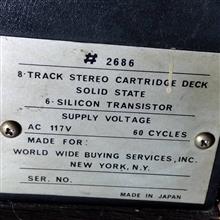 # 2686
8-TRACK STEREO CARTRIDGE DECK
SOLID STATE
6-SILICON TRANSISTOR
SUPPLY VOLTAGE
AC 117V 60 CYCLES
MADE FOR:
WORLD WIDE BUYING SERVICES, INC.
NEW YORK, N.Y.
SER. NO.
MADE IN JAPAN